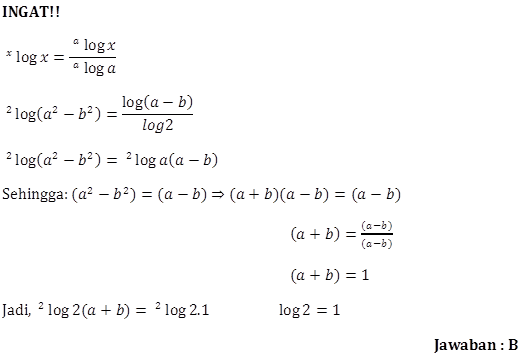 INGAT!!
ˣ log x = ᵃ log x / ᵃ log a
² log(a² − b²) = log(a − b) / log2
² log(a² − b²) = ² log a(a − b)
Sehingga: (a² − b²) = (a − b) ⇒ (a + b)(a − b) = (a − b)
(a + b) = (a−b) / (a−b)
(a + b) = 1
Jadi, ² log 2(a + b) = ² log 2.1 log 2 = 1
Jawaban : B